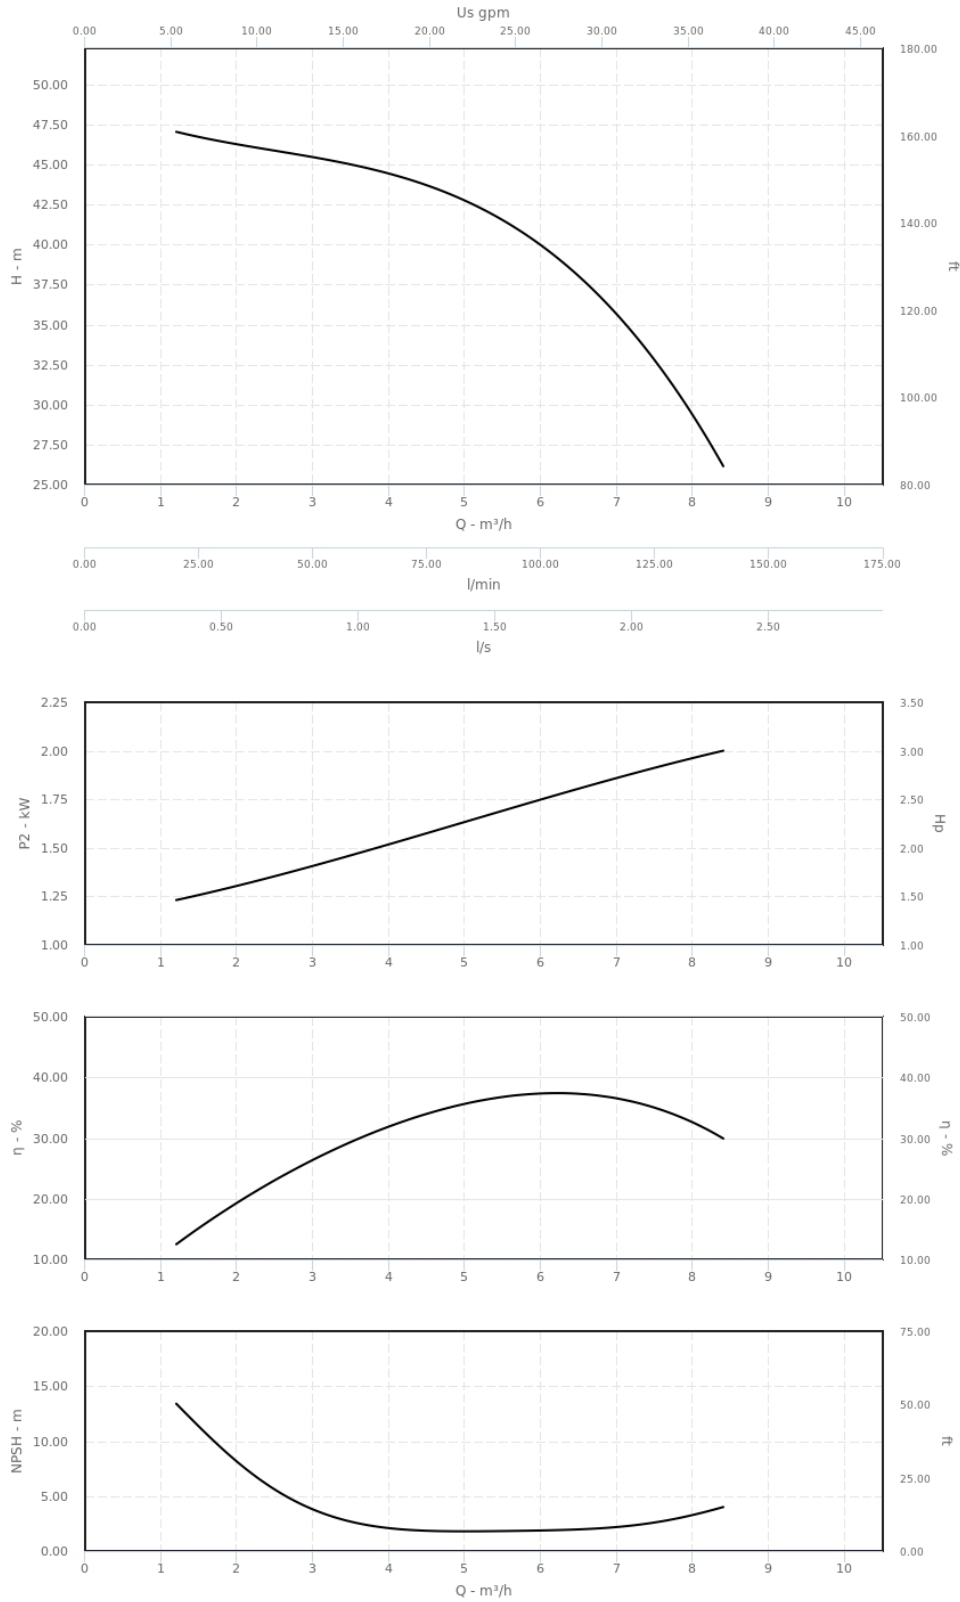 Us gpm
0.00 5.00 10.00 15.00 20.00 25.00 30.00 35.00 40.00 45.00
180.00
50.00
47.50
160.00
45.00
42.50
140.00
40.00
H - m
ft
37.50
120.00
35.00
32.50
100.00
30.00
27.50
25.00
80.00
0 1 2 3 4 5 6 7 8 9 10
Q - m³/h
0.00 25.00 50.00 75.00 100.00 125.00 150.00 175.00
l/min
0.00 0.50 1.00 1.50 2.00 2.50
l/s
2.25 3.50
2.00 3.00
1.75 2.50
P2 - kW
Hp
1.50 2.00
1.25 1.50
1.00 1.00
0 1 2 3 4 5 6 7 8 9 10
50.00 50.00
40.00 40.00
η - %
η - %
30.00 30.00
20.00 20.00
10.00 10.00
0 1 2 3 4 5 6 7 8 9 10
20.00 75.00
15.00
50.00
NPSH - m
ft
10.00
25.00
5.00
0.00 0.00
0 1 2 3 4 5 6 7 8 9 10
Q - m³/h